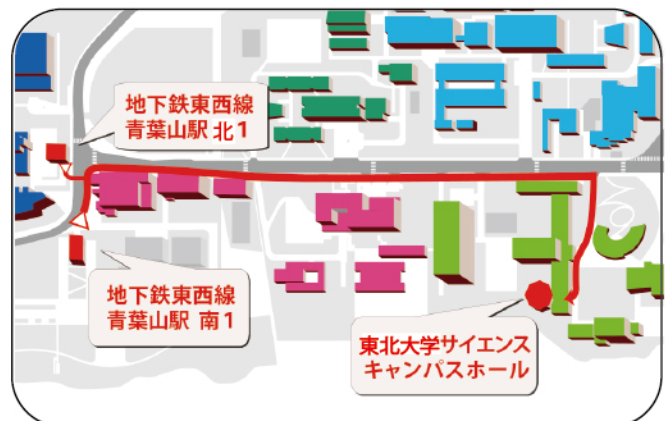 地下鉄東西線
青葉山駅 北1
地下鉄東西線
青葉山駅 南1
東北大学サイエンス
キャンパスホール